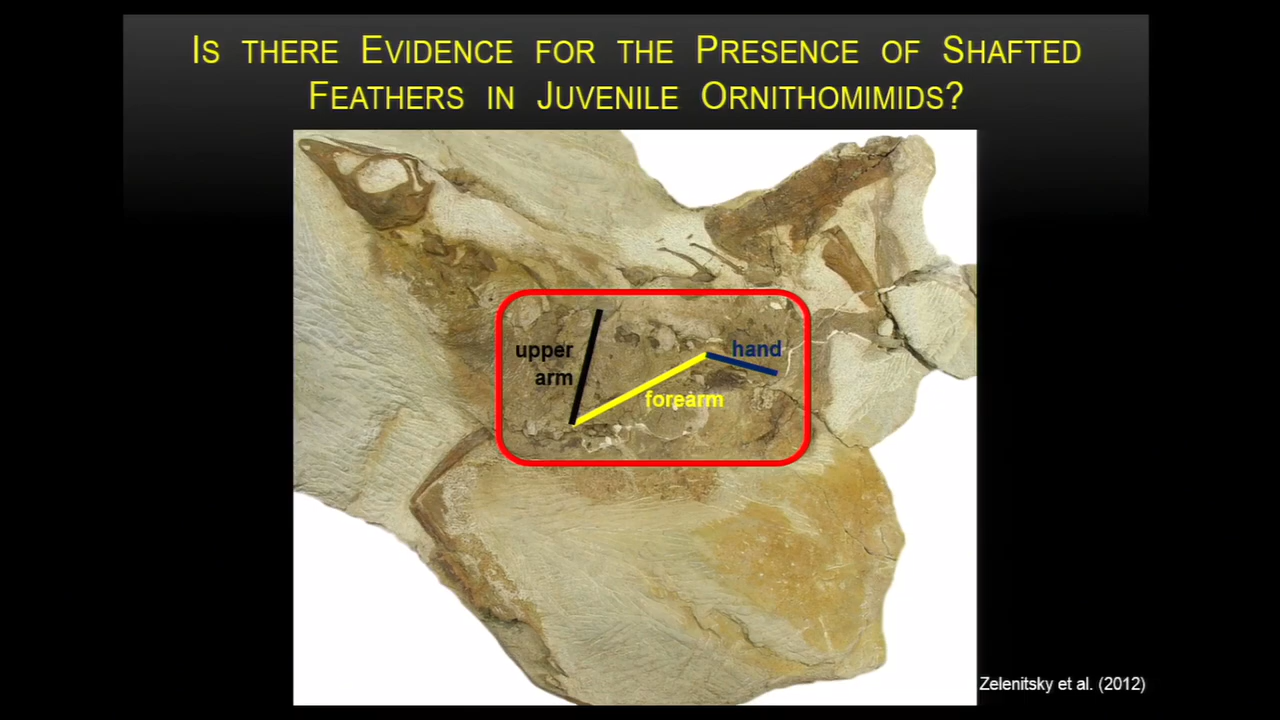 Is there Evidence for the Presence of Shafted
Feathers in Juvenile Ornithomimids?
upper
arm
hand
forearm
Zelenitsky et al. (2012)